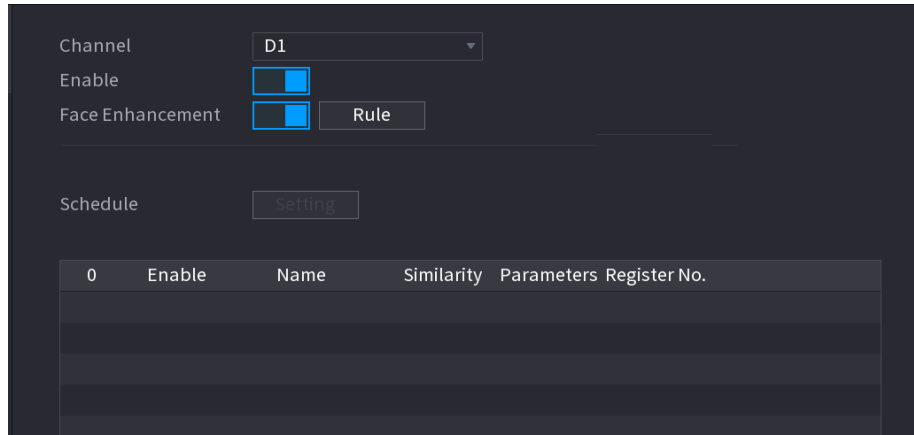 Channel D1
Enable
Face Enhancement Rule
Schedule Setting
0 Enable Name Similarity Parameters Register No.